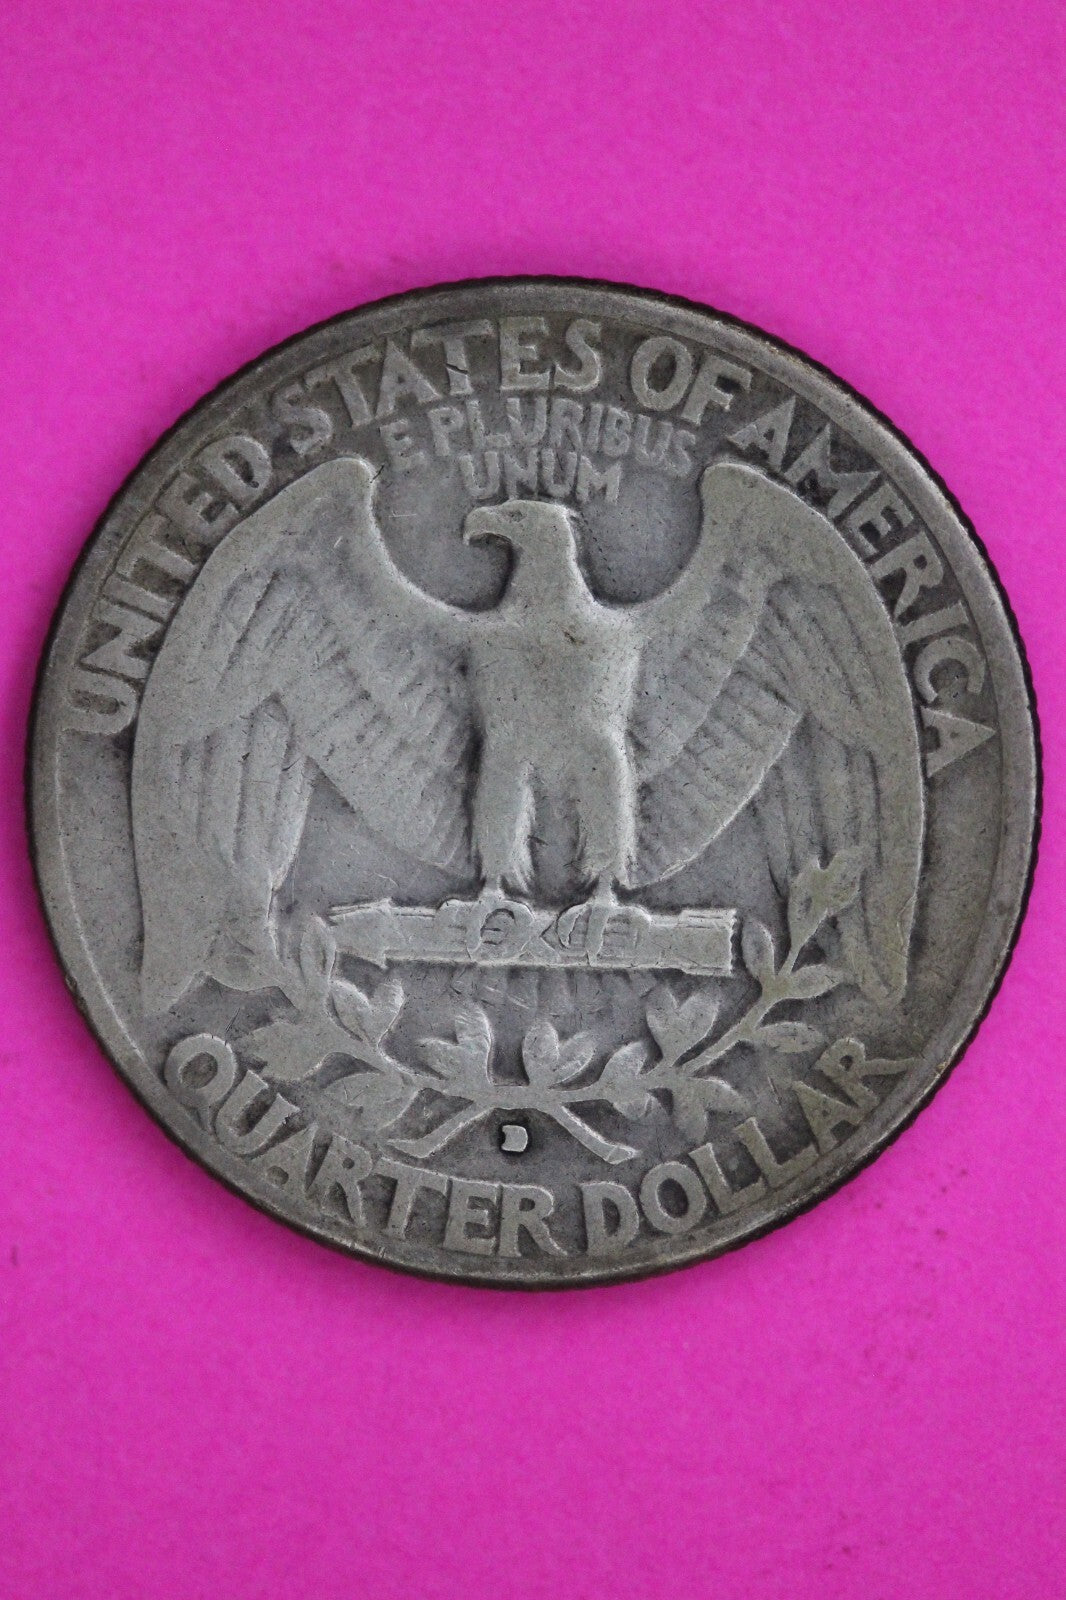 UNITED STATES OF AMERICA
E PLURIBUS
UNUM
D
QUARTER DOLLAR